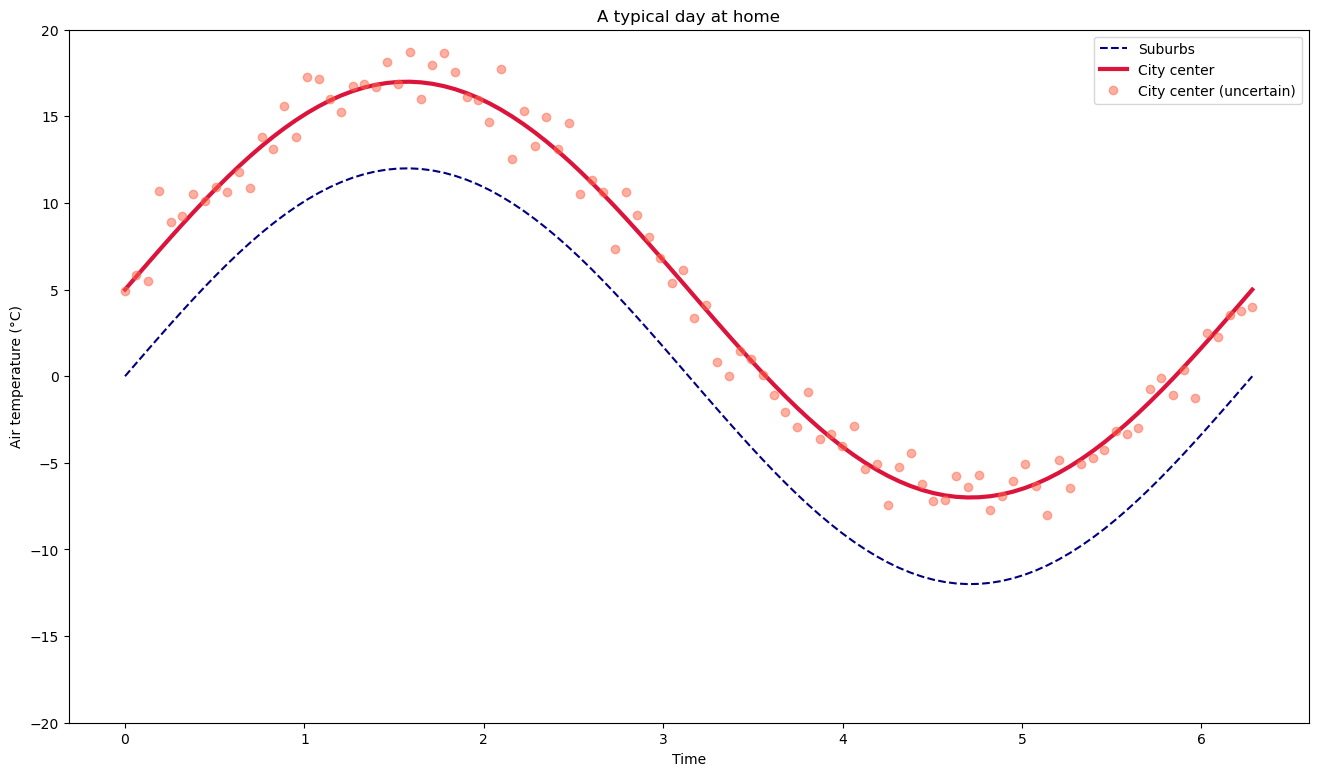 A typical day at home
Suburbs
City center
City center (uncertain)
Air temperature (°C)
20
15
10
5
0
−5
−10
−15
−20
0 1 2 3 4 5 6
Time